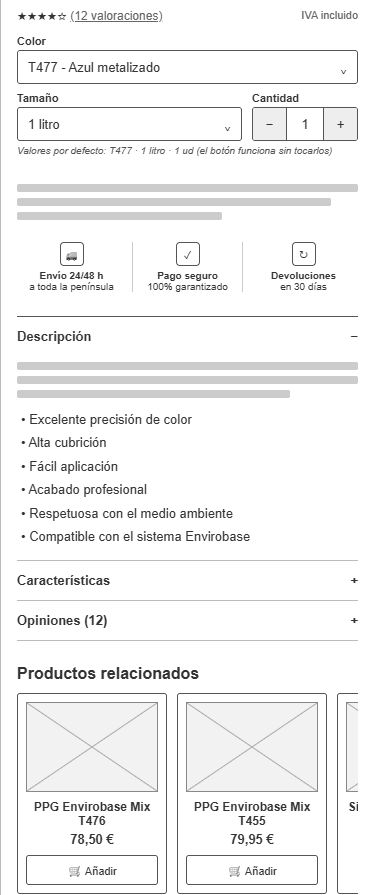 ★★★★☆ (12 valoraciones) IVA incluido
Color
T477 - Azul metalizado
Tamaño Cantidad
1 litro − 1 +
Valores por defecto: T477 · 1 litro · 1 ud (el botón funciona sin tocarlos)
Envío 24/48 h Pago seguro Devoluciones
a toda la península 100% garantizado en 30 días
Descripción −
• Excelente precisión de color
• Alta cubrición
• Fácil aplicación
• Acabado profesional
• Respetuosa con el medio ambiente
• Compatible con el sistema Envirobase
Características +
Opiniones (12) +
Productos relacionados
PPG Envirobase Mix PPG Envirobase Mix Si
T476 T455
78,50 € 79,95 €
Añadir Añadir